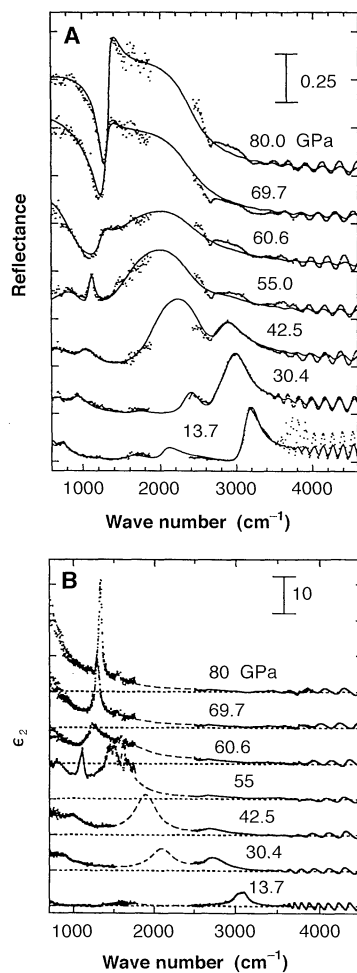 A
0.25
80.0 GPa
69.7
60.6
55.0
42.5
30.4
13.7
Reflectance
1000 2000 3000 4000
Wave number (cm⁻¹)
B
10
80 GPa
69.7
60.6
55
42.5
30.4
13.7
ϵ₂
1000 2000 3000 4000
Wave number (cm⁻¹)